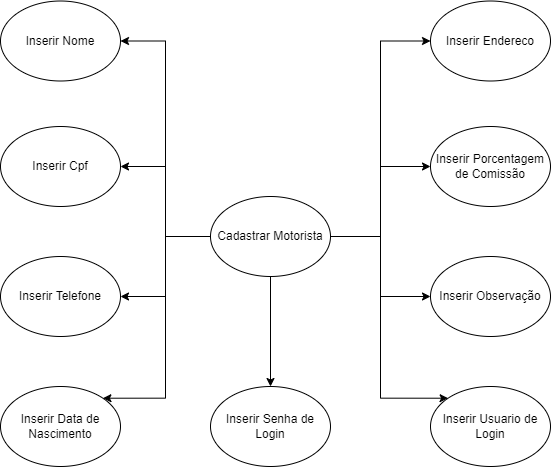 Inserir Nome
Inserir Endereco
Inserir Cpf
Inserir Porcentagem
de Comissão
Cadastrar Motorista
Inserir Telefone
Inserir Observação
Inserir Data de
Nascimento
Inserir Senha de
Login
Inserir Usuario de
Login